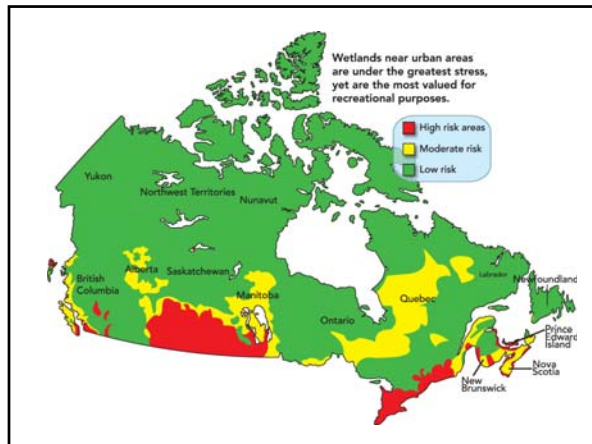 Wetlands near urban areas
are under the greatest stress,
yet are the most valued for
recreational purposes.
High risk areas
Moderate risk
Low risk
Yukon
Northwest Territories
Nunavut
British
Columbia
Alberta
Saskatchewan
Manitoba
Ontario
Quebec
Labrador
Newfoundland
Prince
Edward
Island
Nova
Scotia
New
Brunswick